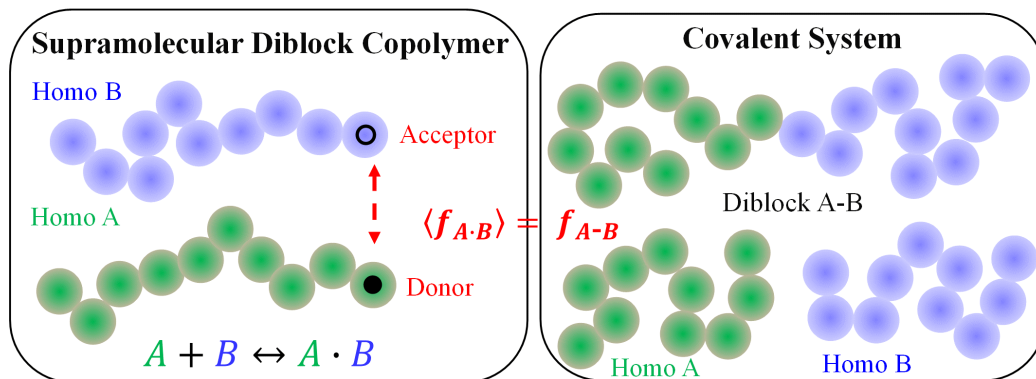 Supramolecular Diblock Copolymer
Homo B
Acceptor
Homo A
Donor
A + B ↔ A · B
⟨f_{A·B}⟩ = f_{A-B}
Covalent System
Diblock A-B
Homo A
Homo B